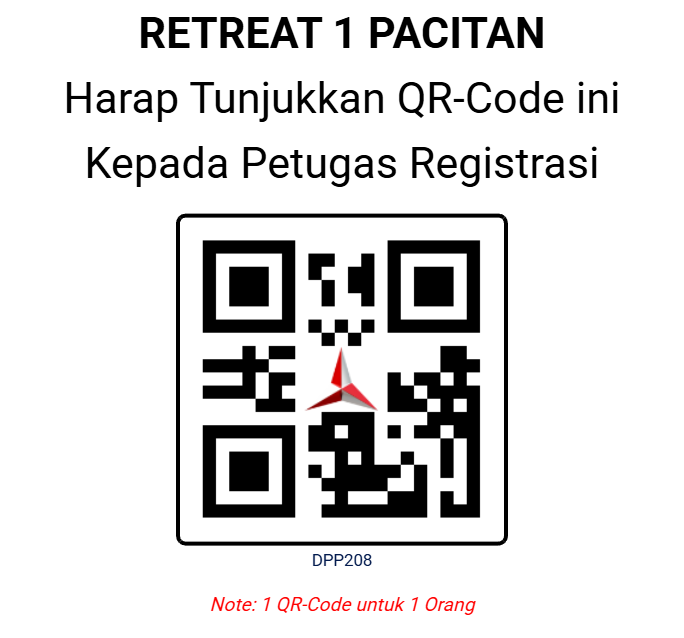 RETREAT 1 PACITAN
Harap Tunjukkan QR-Code ini
Kepada Petugas Registrasi
DPP208
Note: 1 QR-Code untuk 1 Orang